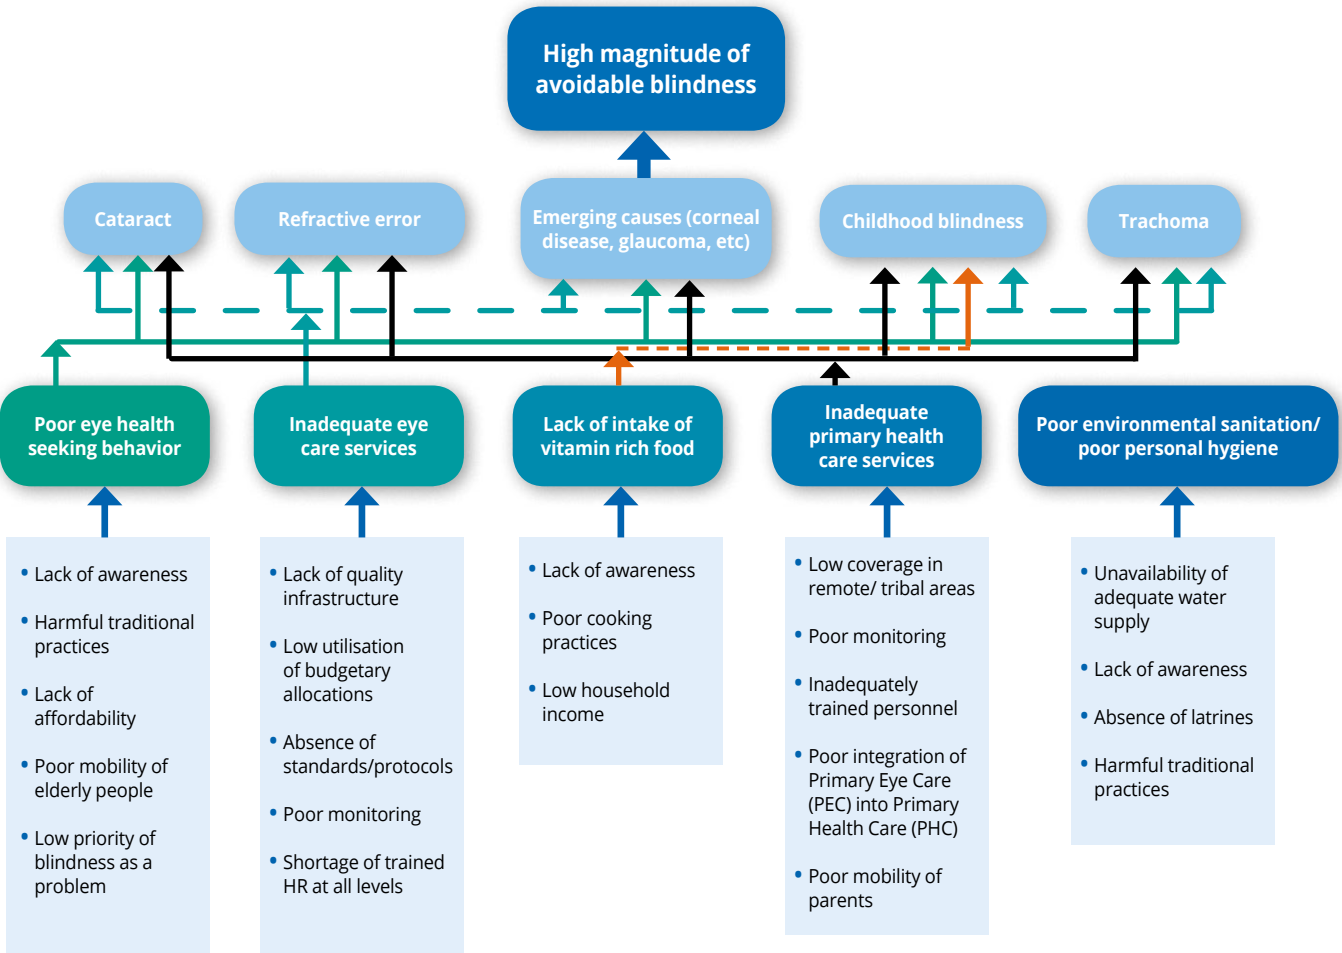 High magnitude of
avoidable blindness
Cataract
Refractive error
Emerging causes (corneal
disease, glaucoma, etc)
Childhood blindness
Trachoma
Poor eye health
seeking behavior
Inadequate eye
care services
Lack of intake of
vitamin rich food
Inadequate
primary health
care services
Poor environmental sanitation/
poor personal hygiene
• Lack of awareness
• Harmful traditional
practices
• Lack of
affordability
• Poor mobility of
elderly people
• Low priority of
blindness as a
problem
• Lack of quality
infrastructure
• Low utilisation
of budgetary
allocations
• Absence of
standards/protocols
• Poor monitoring
• Shortage of trained
HR at all levels
• Lack of awareness
• Poor cooking
practices
• Low household
income
• Low coverage in
remote/ tribal areas
• Poor monitoring
• Inadequately
trained personnel
• Poor integration of
Primary Eye Care
(PEC) into Primary
Health Care (PHC)
• Poor mobility of
parents
• Unavailability of
adequate water
supply
• Lack of awareness
• Absence of latrines
• Harmful traditional
practices